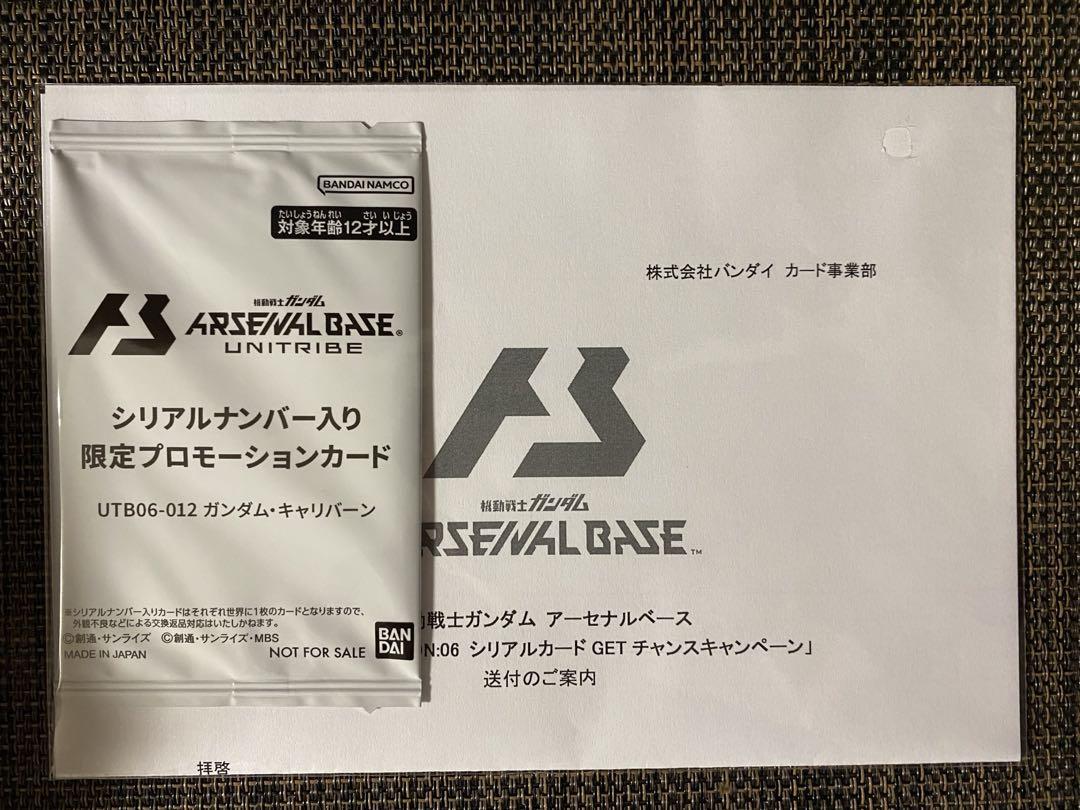 BANDAI NAMCO
たいしょうねんれい さい いじょう
対象年齢12才以上
機動戦士ガンダム
ARSENAL BASE®
UNITRIBE
シリアルナンバー入り
限定プロモーションカード
UTB06-012 ガンダム・キャリバーン
※シリアルナンバー入りカードはそれぞれ世界に1枚のカードとなりますので、
外観不良などによる交換返品対応はいたしかねます。
©創通・サンライズ ©創通・サンライズ・MBS
MADE IN JAPAN
NOT FOR SALE
BAN
DAI
株式会社バンダイ カード事業部
機動戦士ガンダム
RSENAL BASE™
戦士ガンダム アーセナルベース
N:06 シリアルカード GET チャンスキャンペーン」
送付のご案内
拝啓